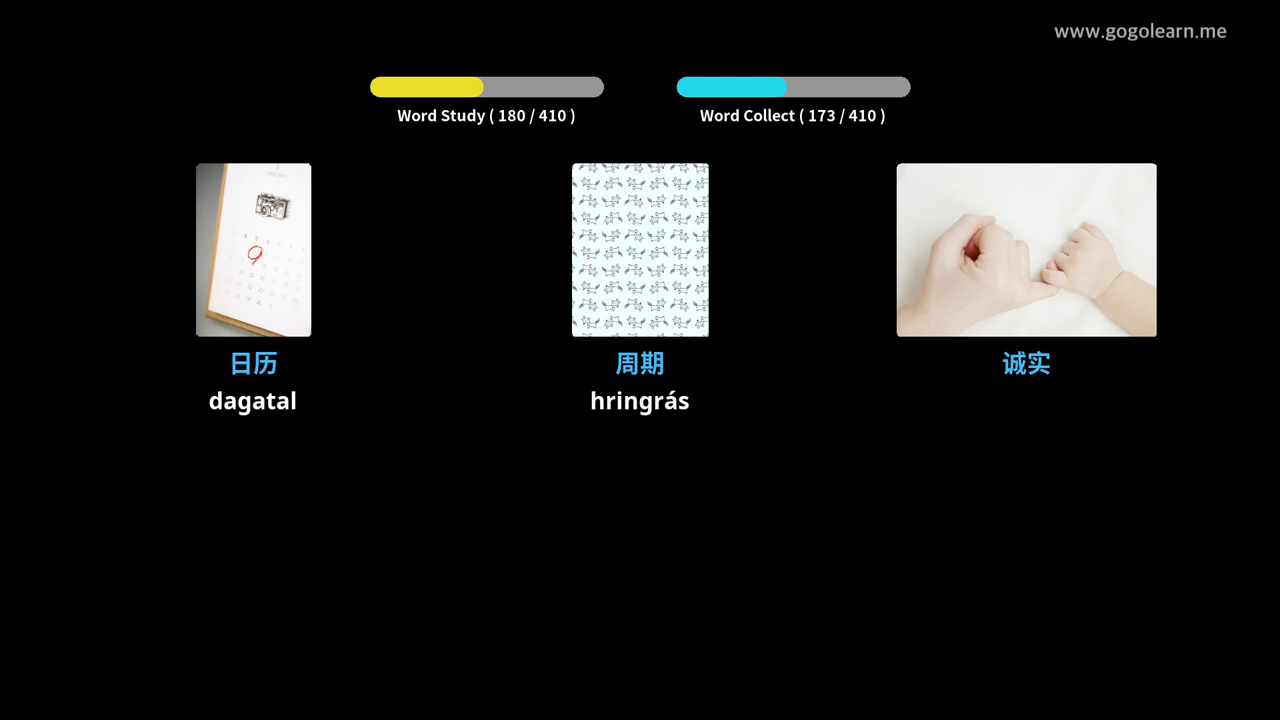 www.gogolearn.me
Word Study ( 180 / 410 )
Word Collect ( 173 / 410 )
日历
周期
诚实
dagatal
hringrás